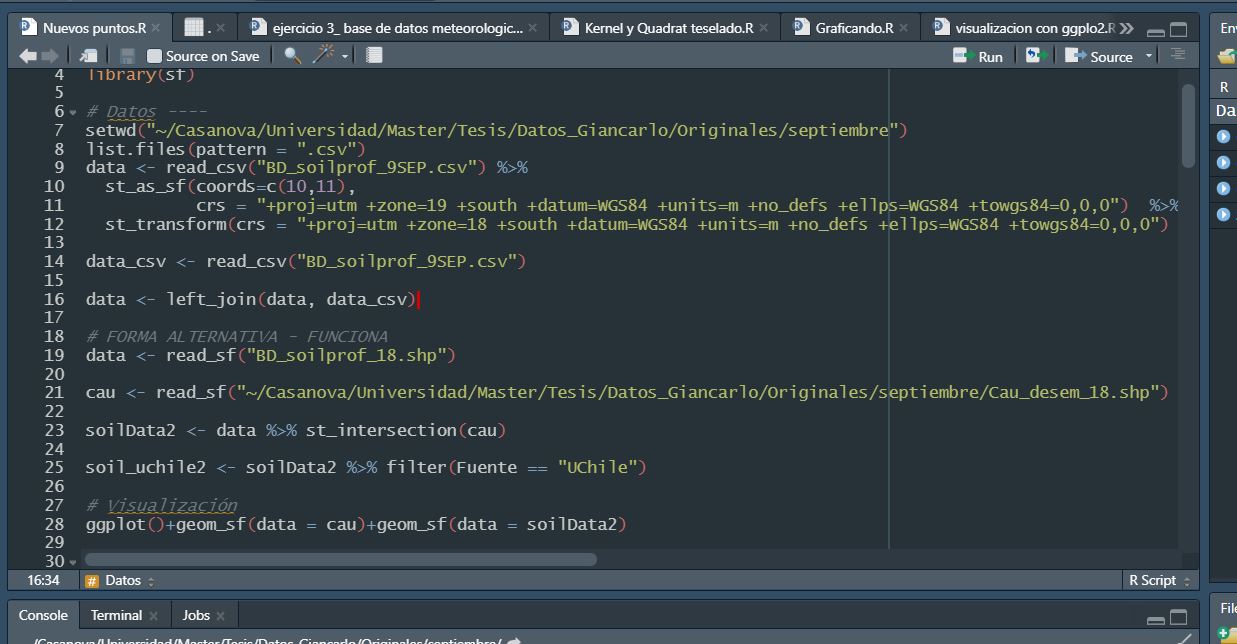 Nuevos puntos.R
ejercicio 3_ base de datos meteorologic...
Kernel y Quadrat teselado.R
Graficando.R
visualizacion con ggplo2.R
Source on Save
Run
Source
4 library(sf)
5
6 # Datos ----
7 setwd("~/Casanova/Universidad/Master/Tesis/Datos_Giancarlo/Originales/septiembre")
8 list.files(pattern = ".csv")
9 data <- read_csv("BD_soilprof_9SEP.csv") %>%
10 st_as_sf(coords=c(10,11),
11 crs = "+proj=utm +zone=19 +south +datum=WGS84 +units=m +no_defs +ellps=WGS84 +towgs84=0,0,0") %>%
12 st_transform(crs = "+proj=utm +zone=18 +south +datum=WGS84 +units=m +no_defs +ellps=WGS84 +towgs84=0,0,0")
13
14 data_csv <- read_csv("BD_soilprof_9SEP.csv")
15
16 data <- left_join(data, data_csv)
17
18 # FORMA ALTERNATIVA - FUNCIONA
19 data <- read_sf("BD_soilprof_18.shp")
20
21 cau <- read_sf("~/Casanova/Universidad/Master/Tesis/Datos_Giancarlo/Originales/septiembre/Cau_desem_18.shp")
22
23 soilData2 <- data %>% st_intersection(cau)
24
25 soil_uchile2 <- soilData2 %>% filter(Fuente == "UChile")
26
27 # Visualización
28 ggplot()+geom_sf(data = cau)+geom_sf(data = soilData2)
29
30
16:34
# Datos
R Script
Console
Terminal
Jobs
/Casanova/Universidad/Master/Tesis/Datos_Giancarlo/Originales/septiembre/
R